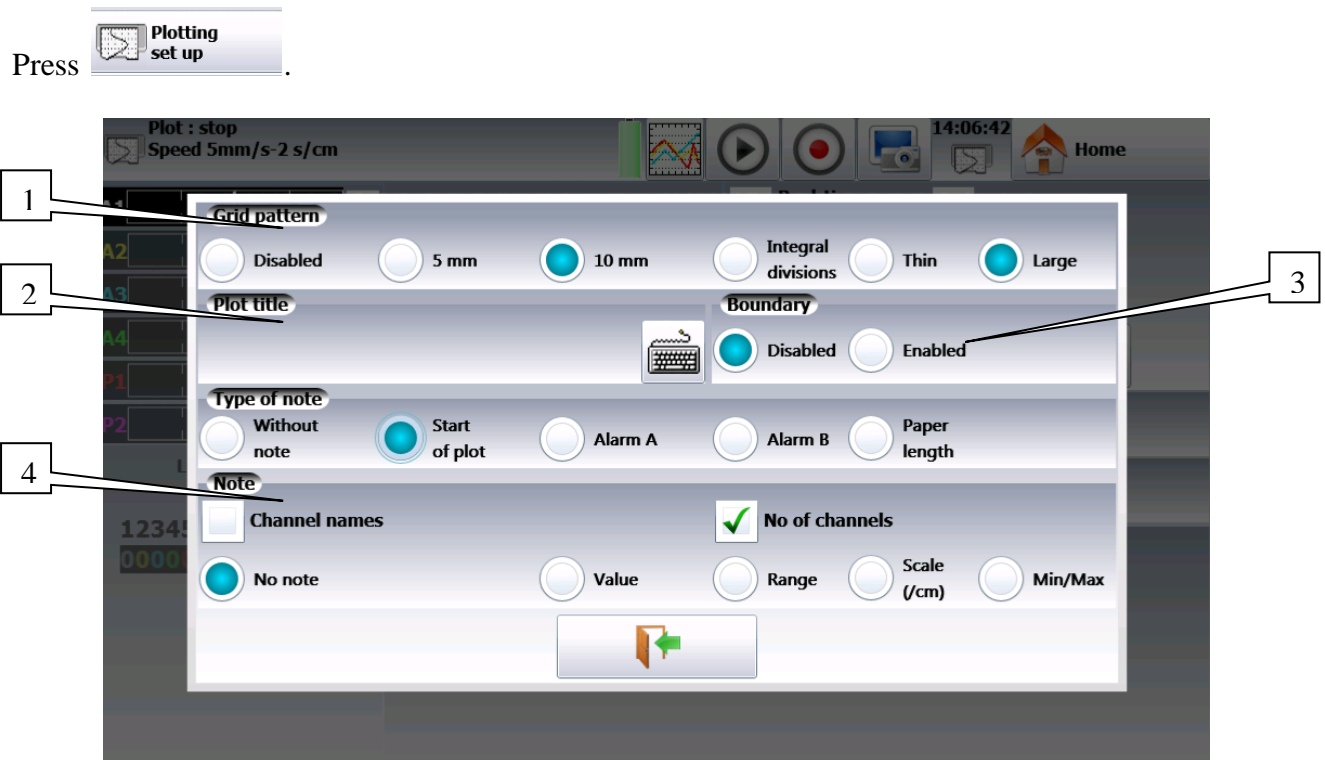 Plotting
set up
Press .
Plot : stop
Speed 5mm/s-2 s/cm
14:06:42
Home
1
Grid pattern
Disabled
5 mm
10 mm
Integral
divisions
Thin
Large
A2
2
A3
Plot title
Boundary
3
A4
Disabled
Enabled
P1
Type of note
P2
Without
note
Start
of plot
Alarm A
Alarm B
Paper
length
4
Note
Channel names
No of channels
No note
Value
Range
Scale
(/cm)
Min/Max